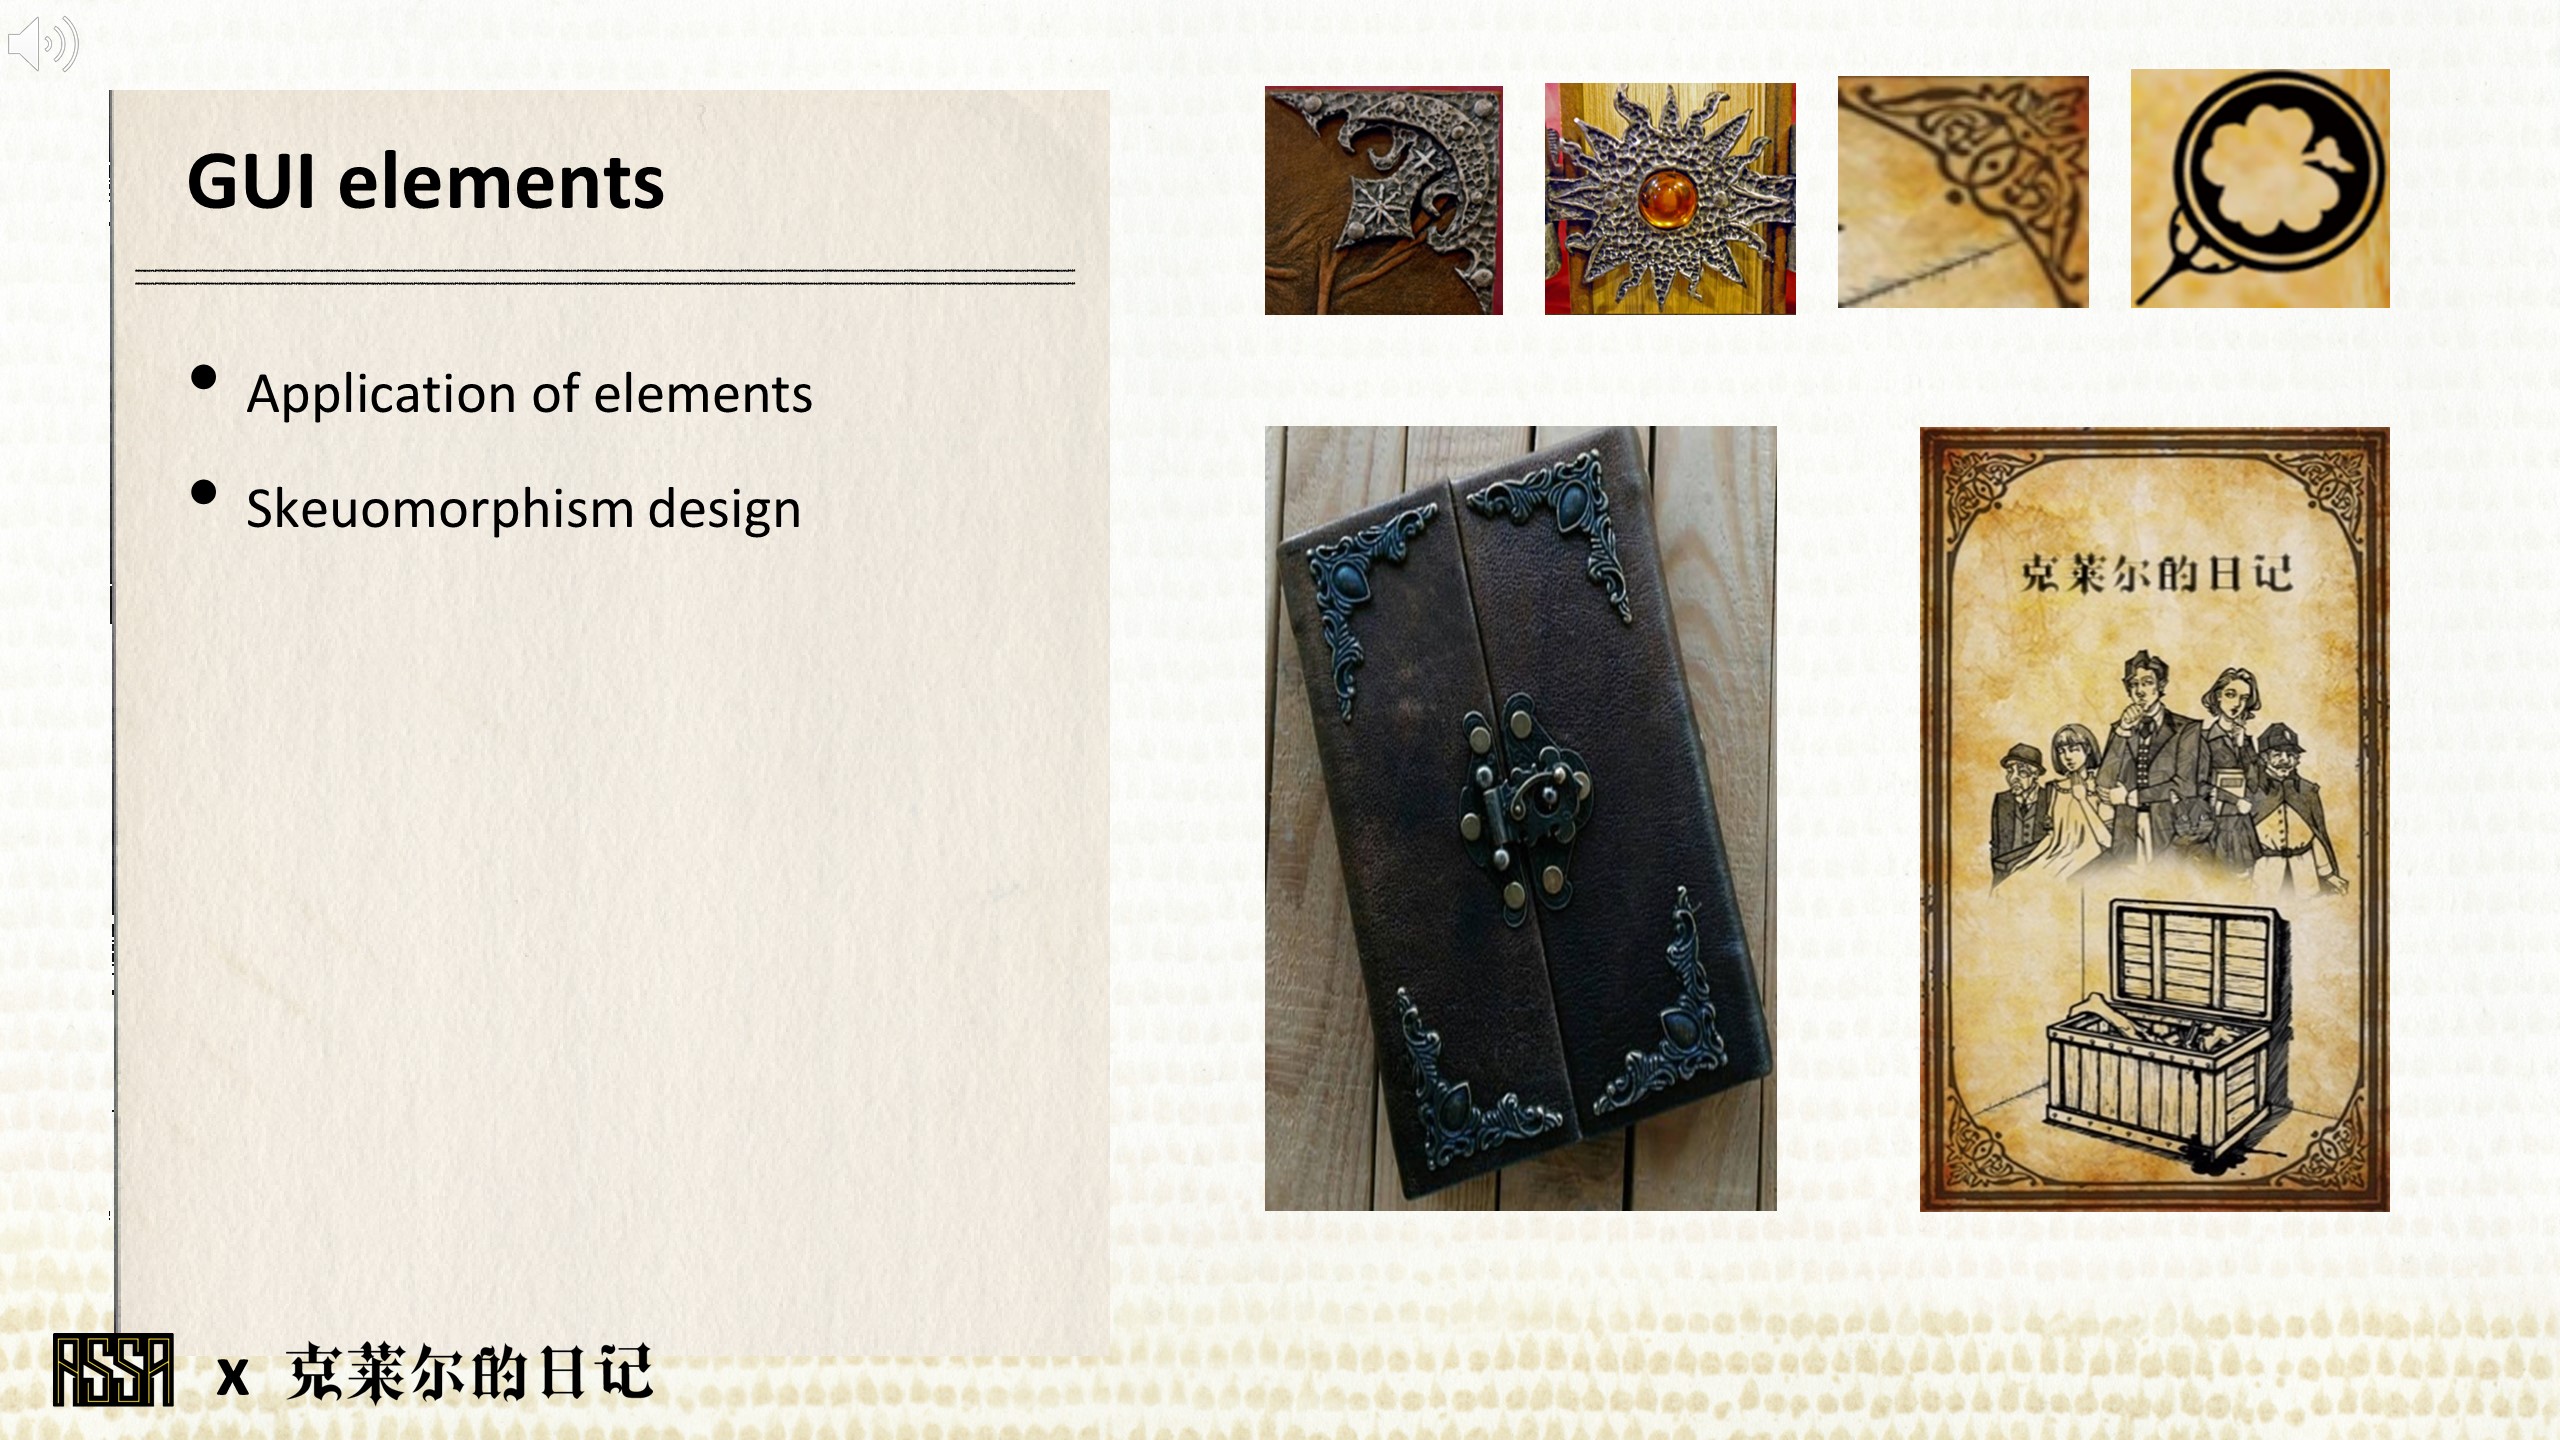 GUI elements
• Application of elements
• Skeuomorphism design
克莱尔的日记
ASSA x 克莱尔的日记